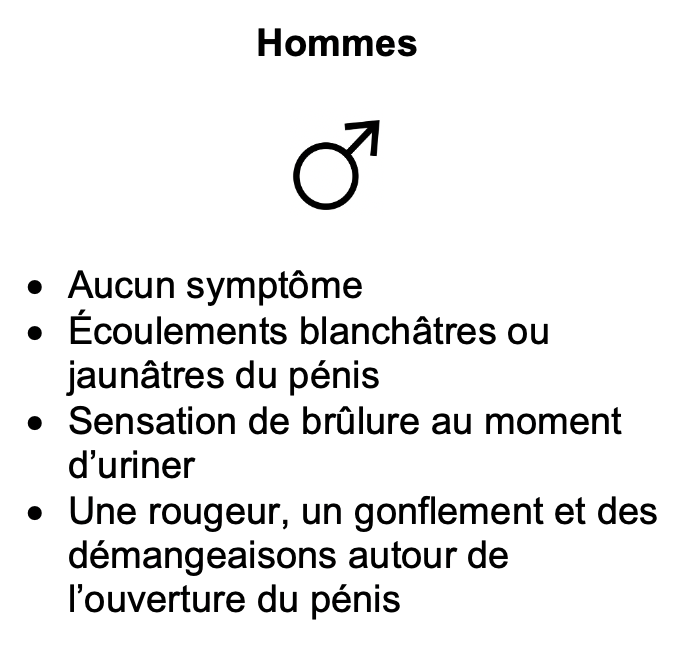 Hommes
• Aucun symptôme
• Écoulements blanchâtres ou
jaunâtres du pénis
• Sensation de brûlure au moment
d’uriner
• Une rougeur, un gonflement et des
démangeaisons autour de
l’ouverture du pénis